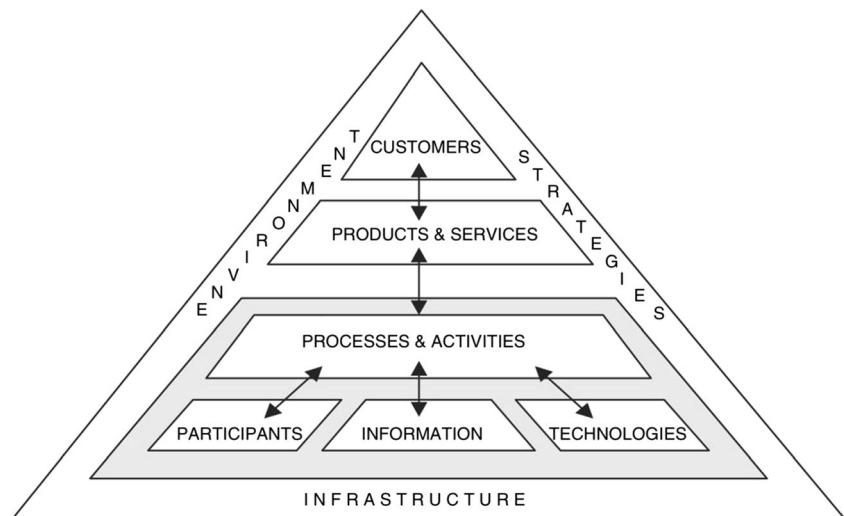 CUSTOMERS
ENVIRONMENT
STRATEGIES
PRODUCTS & SERVICES
PROCESSES & ACTIVITIES
PARTICIPANTS
INFORMATION
TECHNOLOGIES
INFRASTRUCTURE